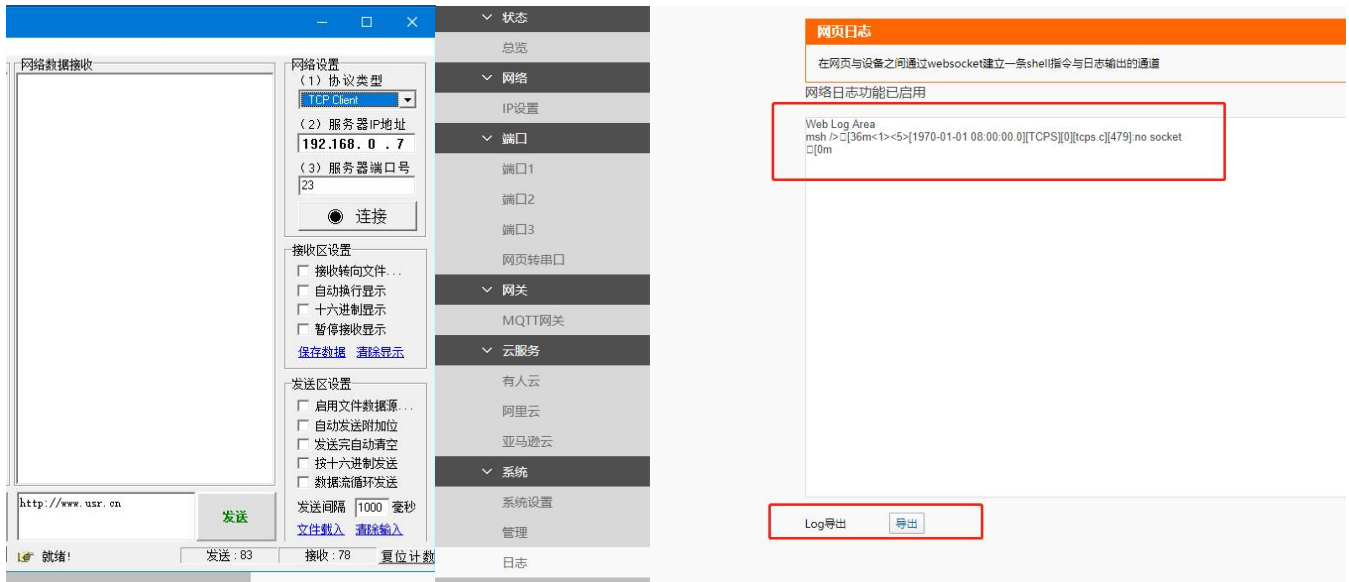 网络数据接收
网络设置
（1）协议类型
TCP Client
（2）服务器IP地址
192.168. 0 . 7
（3）服务器端口号
23
连接
接收区设置
接收转向文件...
自动换行显示
十六进制显示
暂停接收显示
保存数据 清除显示
发送区设置
启用文件数据源...
自动发送附加位
发送完自动清空
按十六进制发送
数据流循环发送
发送间隔 1000 毫秒
文件载入 清除输入
http://www.usr.cn
发送
就绪!
发送 : 83
接收 : 78
复位计数
状态
总览
网络
IP设置
端口
端口1
端口2
端口3
网页转串口
网关
MQTT网关
云服务
有人云
阿里云
亚马逊云
系统
系统设置
管理
日志
网页日志
在网页与设备之间通过websocket建立一条shell指令与日志输出的通道
网络日志功能已启用
Web Log Area
msh />□[36m<1><5>[1970-01-01 08:00:00.0][TCPS][0][tcps.c][479]:no socket
□[0m
Log导出 导出